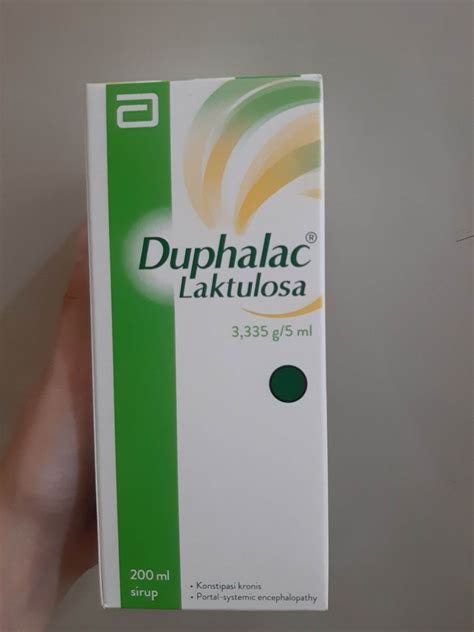 Duphalac®
Laktulosa
3,335 g/5 ml
200 ml
sirup
• Konstipasi kronis
• Portal-systemic encephalopathy